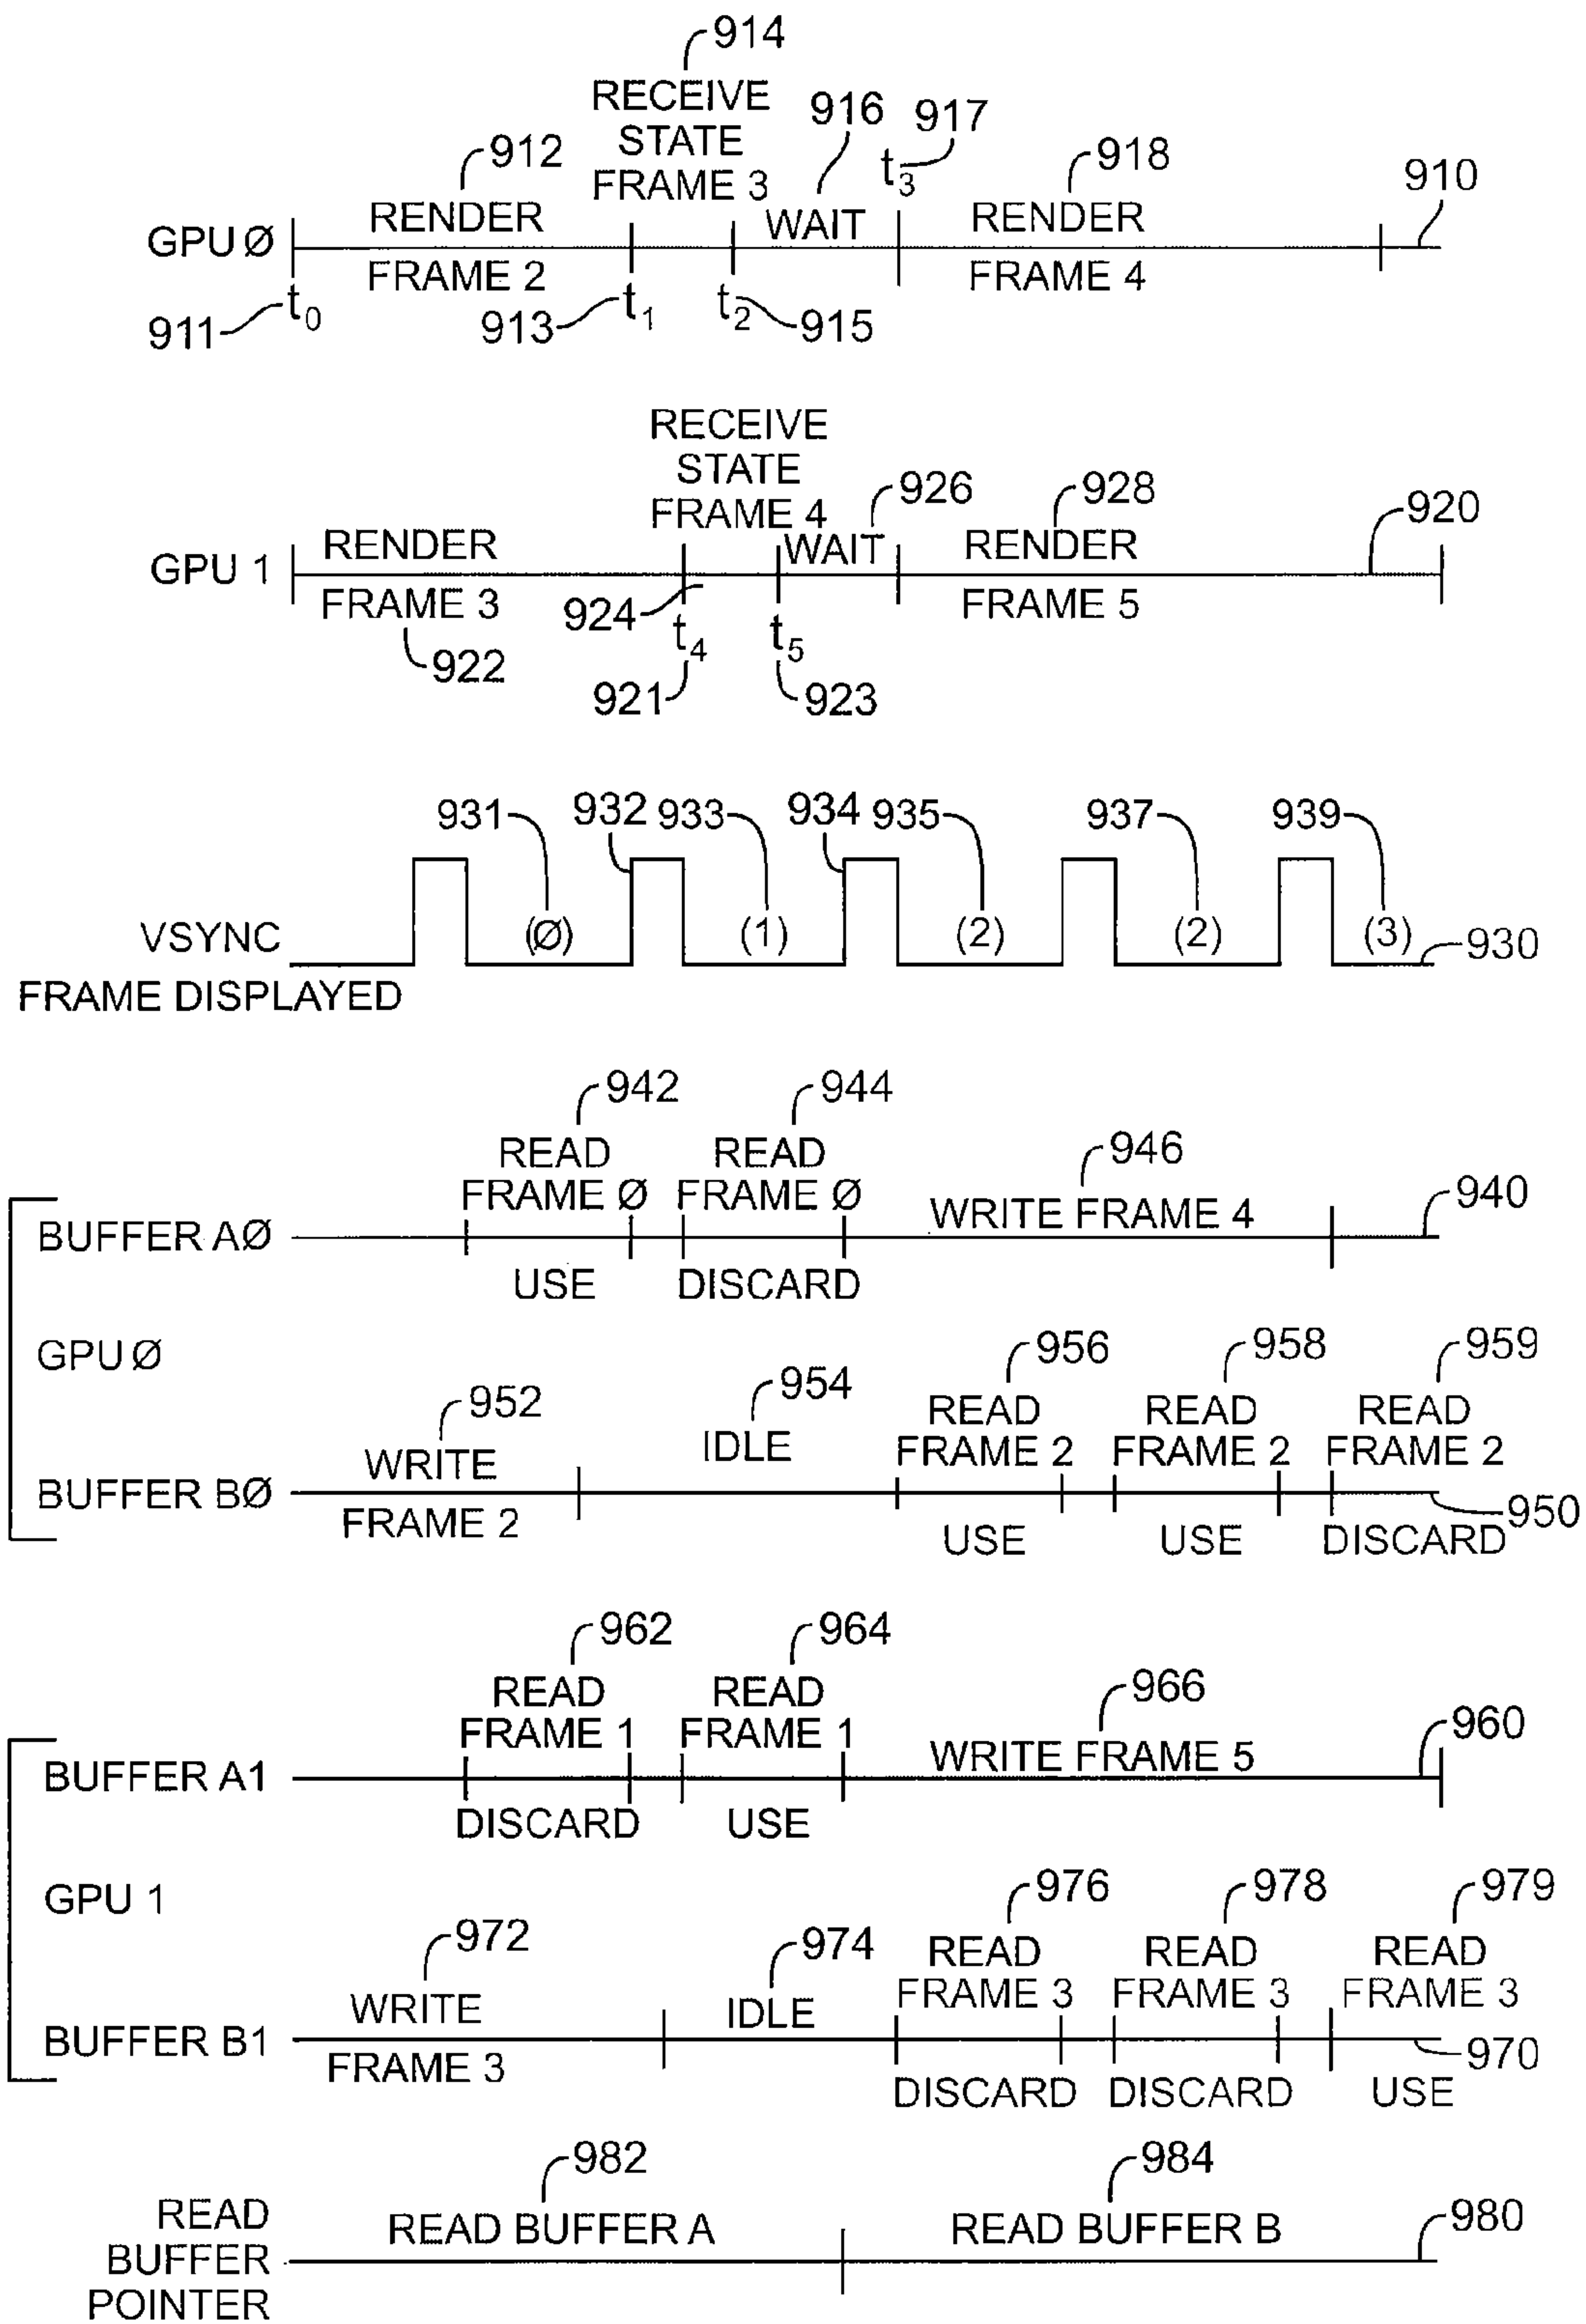 914
RECEIVE
STATE
FRAME 3
916
917
t3
912
918
910
GPU Ø
RENDER
WAIT
RENDER
FRAME 2
FRAME 4
911
t0
913
t1
t2
915
RECEIVE
STATE
FRAME 4
926
928
920
GPU 1
RENDER
WAIT
RENDER
FRAME 3
FRAME 5
924
922
t4
t5
921
923
931
932
933
934
935
937
939
VSYNC
(Ø)
(1)
(2)
(2)
(3)
930
FRAME DISPLAYED
942
944
READ
READ
946
FRAME Ø
FRAME Ø
WRITE FRAME 4
940
BUFFER AØ
USE
DISCARD
GPU Ø
956
958
959
952
954
READ
READ
READ
WRITE
IDLE
FRAME 2
FRAME 2
FRAME 2
BUFFER BØ
FRAME 2
950
USE
USE
DISCARD
962
964
READ
READ
966
FRAME 1
FRAME 1
WRITE FRAME 5
960
BUFFER A1
DISCARD
USE
GPU 1
976
978
979
972
974
READ
READ
READ
WRITE
IDLE
FRAME 3
FRAME 3
FRAME 3
BUFFER B1
FRAME 3
970
DISCARD
DISCARD
USE
982
984
READ
BUFFER
POINTER
READ BUFFER A
READ BUFFER B
980